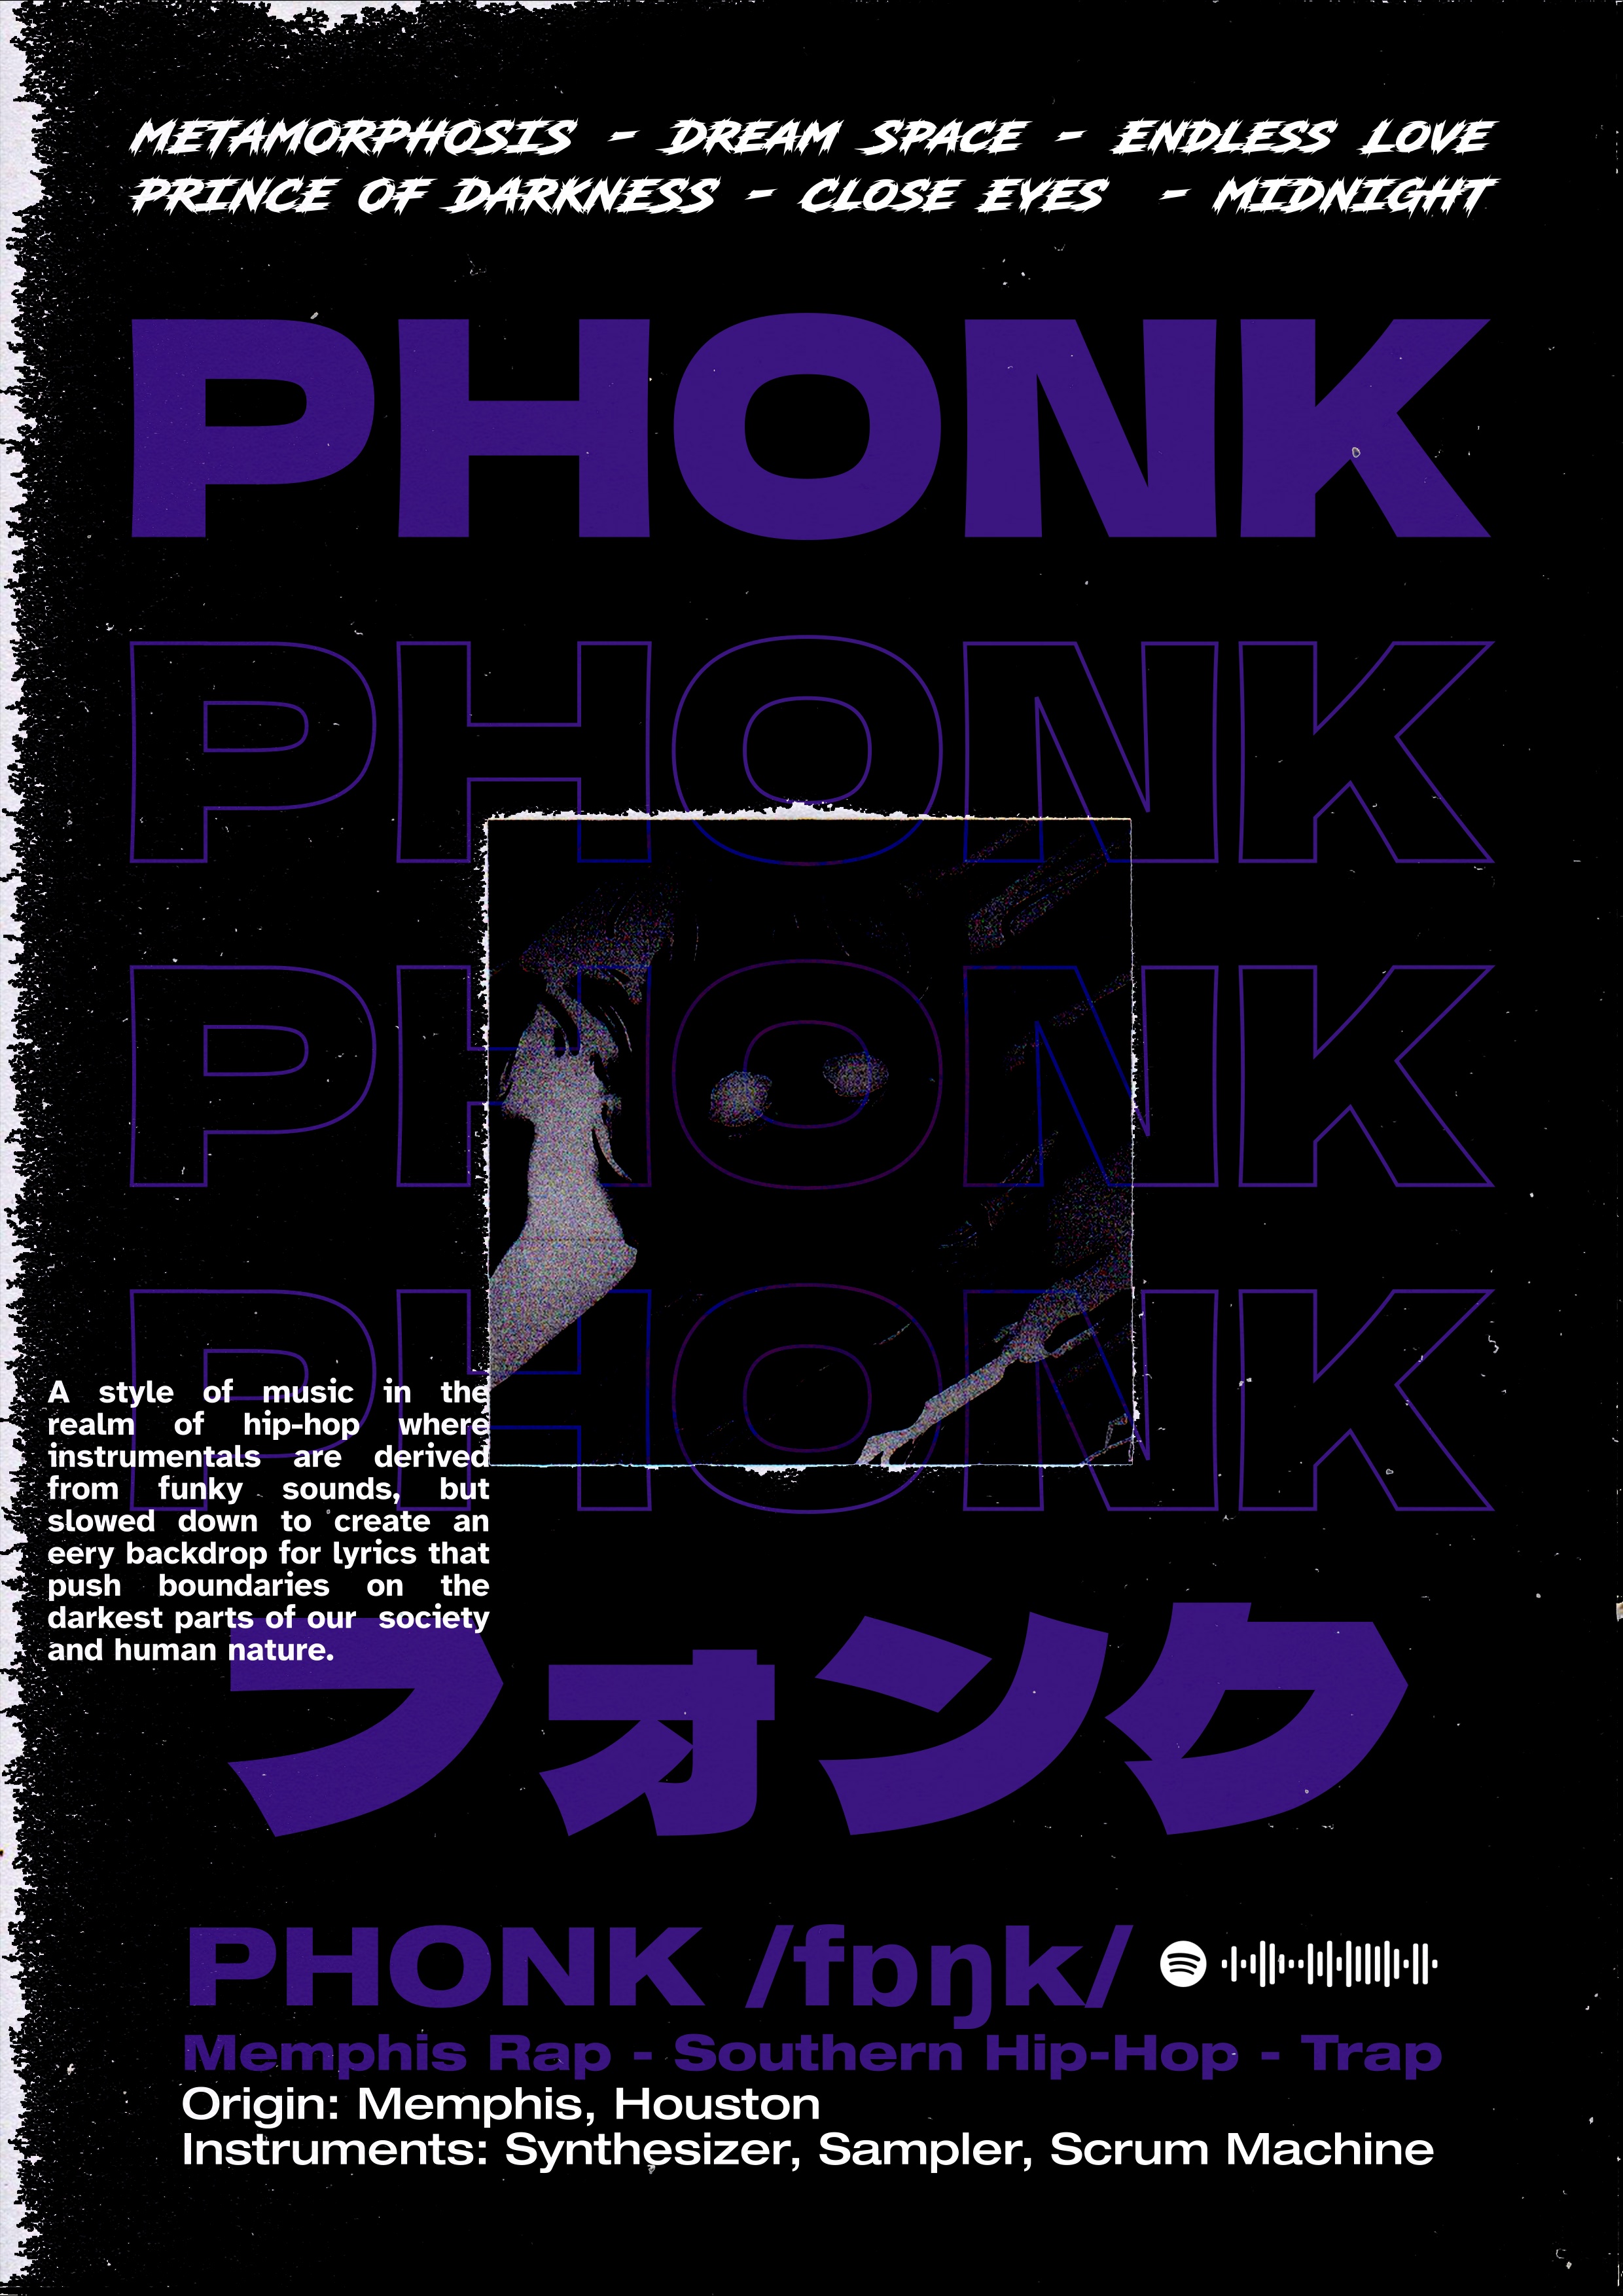 METAMORPHOSIS - DREAM SPACE - ENDLESS LOVE
PRINCE OF DARKNESS - CLOSE EYES - MIDNIGHT
PHONK
PHONK
PHONK
PHONK
A style of music in the
realm of hip-hop where
instrumentals are derived
from funky sounds, but
slowed down to create an
eery backdrop for lyrics that
push boundaries on the
darkest parts of our society
and human nature.
フォンク
PHONK /fɒŋk/
Memphis Rap - Southern Hip-Hop - Trap
Origin: Memphis, Houston
Instruments: Synthesizer, Sampler, Scrum Machine